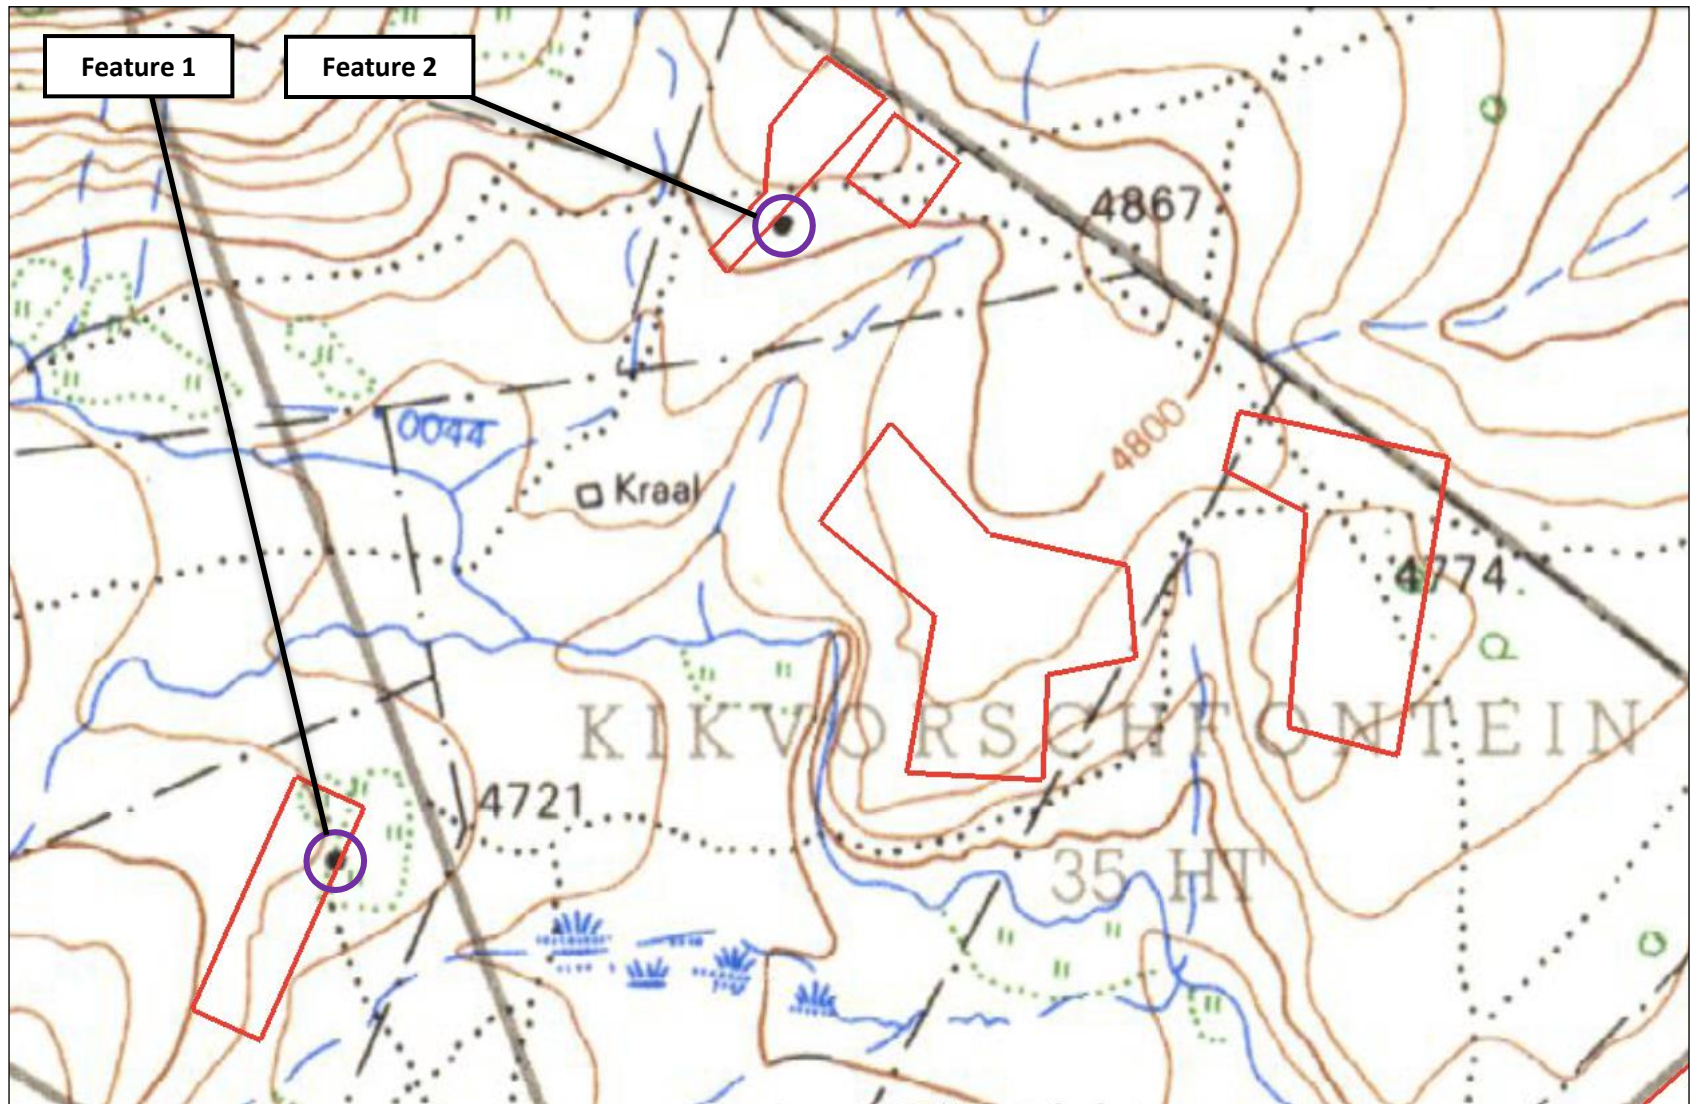 Feature 1
Feature 2
4867
4800
0044
Kraal
4774
KIKVORSCHFONTEIN
4721
35 HT